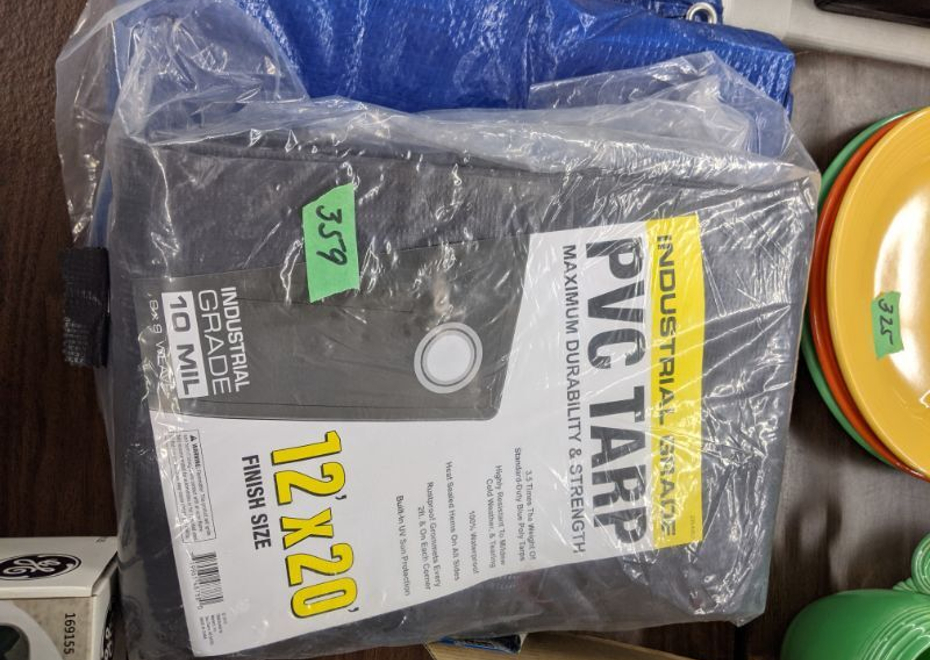 INDUSTRIAL GRADE
PVC TARP
MAXIMUM DURABILITY & STRENGTH
3.5 Times The Weight Of
Standard-Duty Blue Poly Tarps
Highly Resistant To Mildew
Cold Weather, & Tearing
100% Waterproof
Heat Sealed Hems On All Sides
Rustproof Grommets Every
2ft. & On Each Corner
Built-In UV Sun Protection
12' x 20'
FINISH SIZE
INDUSTRIAL
GRADE
10 MIL
359
325
GE
169155
WARNING: